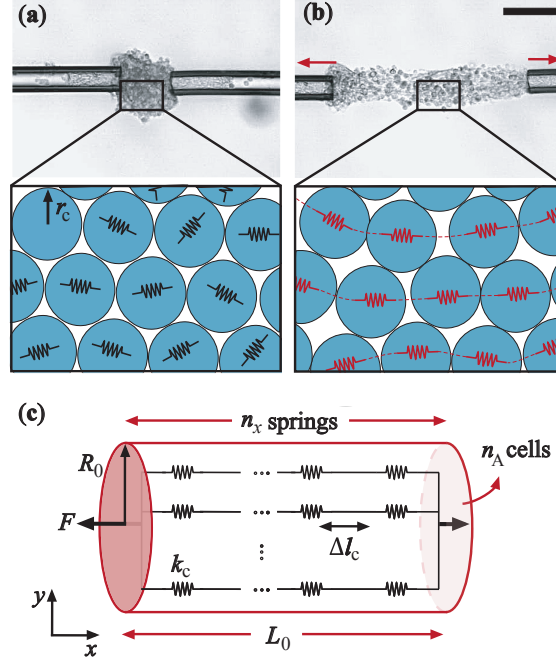 (a)
(b)
r_c
(c)
n_x springs
R_0
n_A cells
F
Δl_c
k_c
y
x
L_0